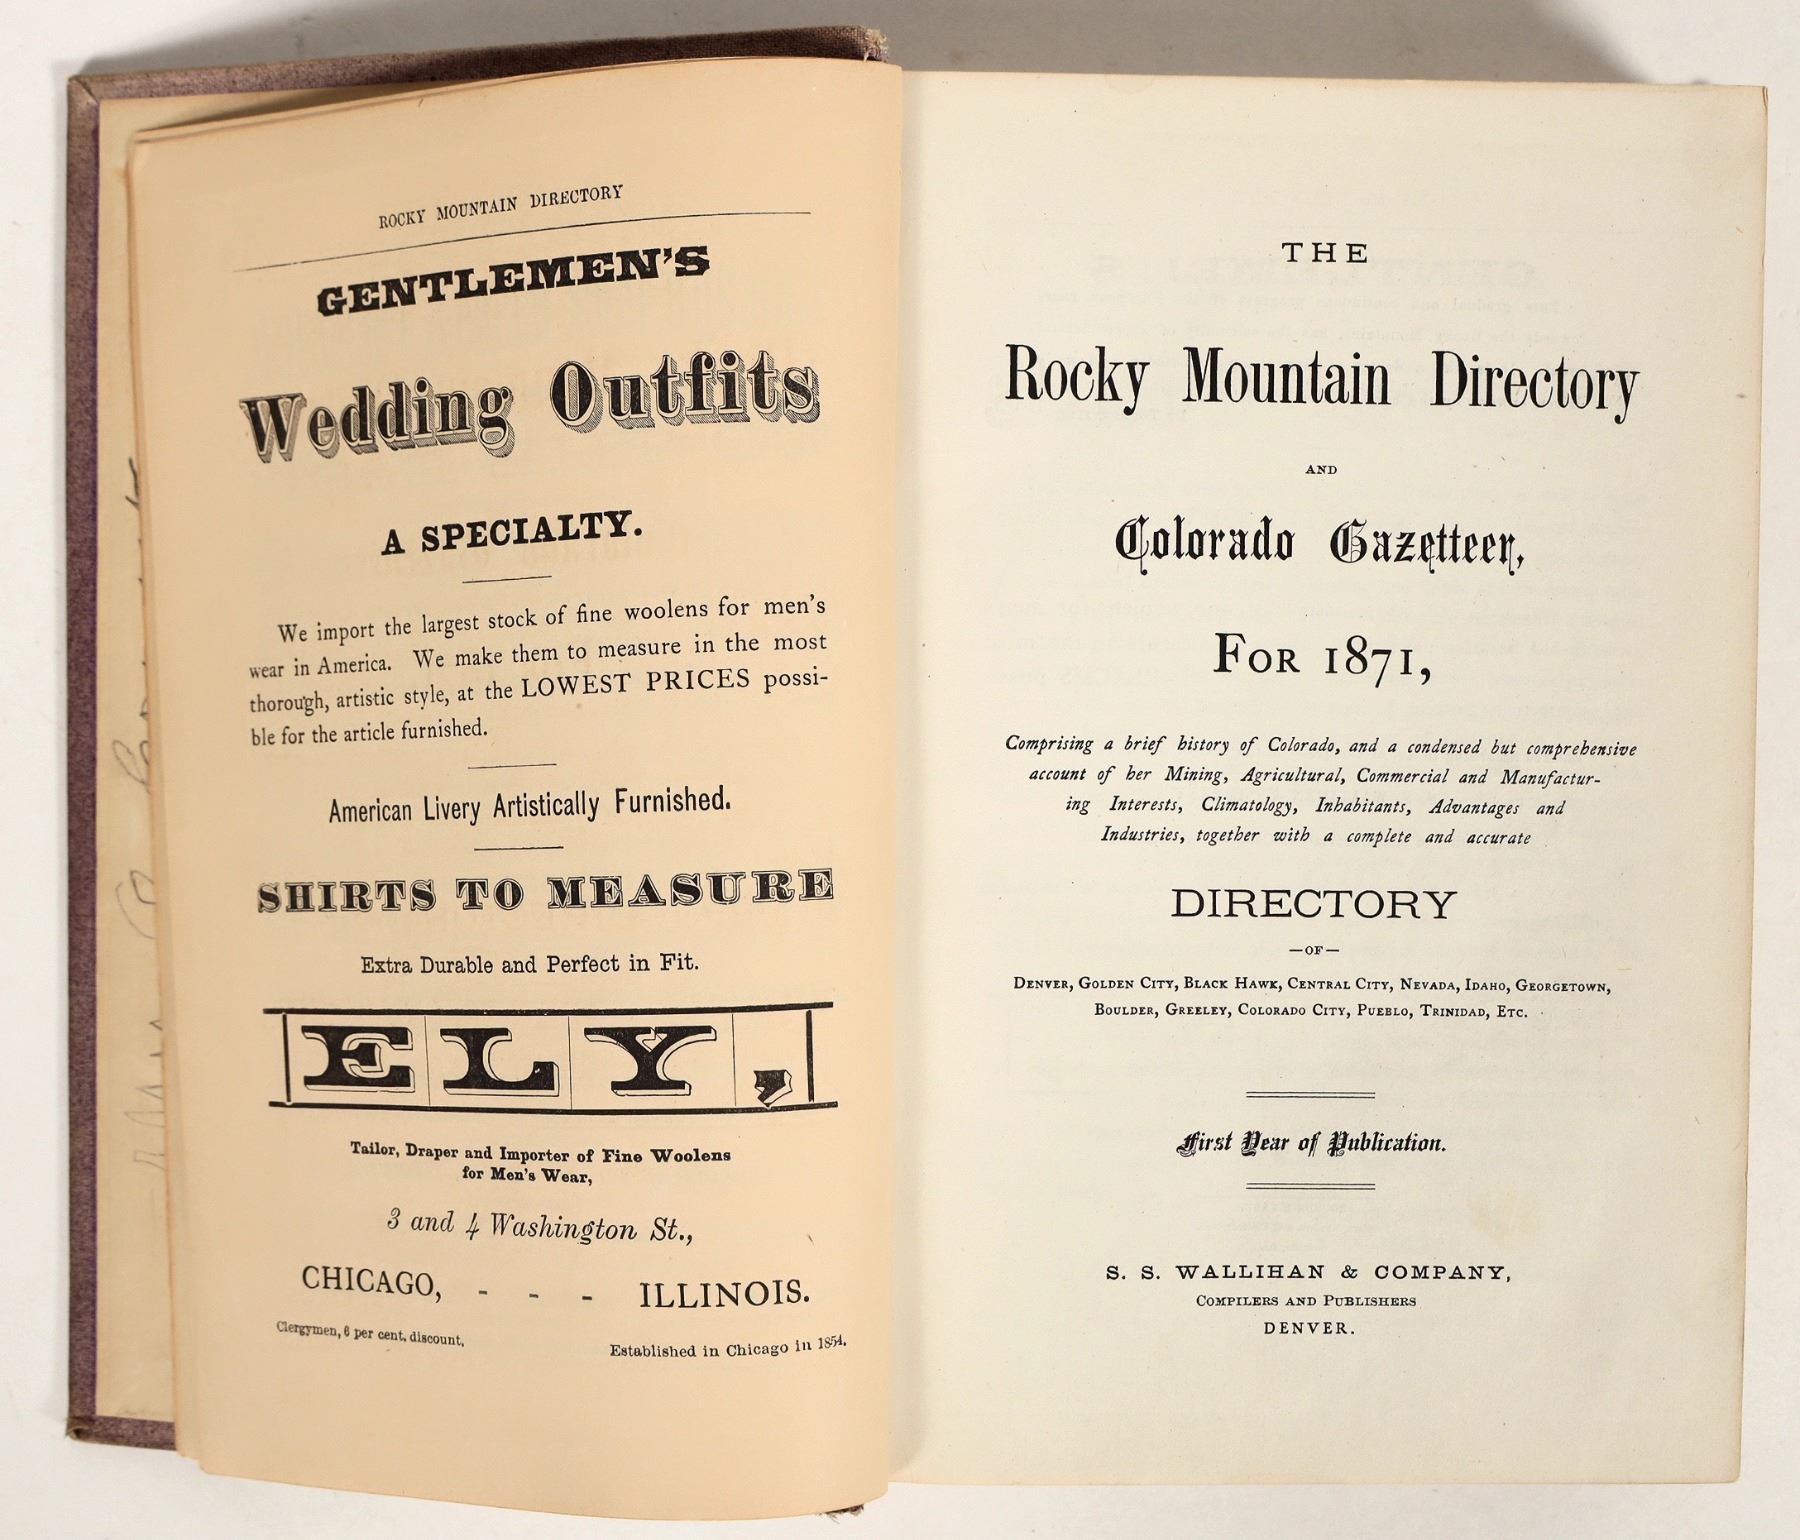 ROCKY MOUNTAIN DIRECTORY
GENTLEMEN'S
Wedding Outfits
A SPECIALTY.
We import the largest stock of fine woolens for men's
wear in America. We make them to measure in the most
thorough, artistic style, at the LOWEST PRICES possi-
ble for the article furnished.
American Livery Artistically Furnished.
SHIRTS TO MEASURE
Extra Durable and Perfect in Fit.
ELY,
Tailor, Draper and Importer of Fine Woolens
for Men's Wear,
3 and 4 Washington St.,
CHICAGO, - - - ILLINOIS.
Clergymen, 6 per cent. discount,
Established in Chicago in 1854.
THE
Rocky Mountain Directory
AND
Colorado Gazetteer,
FOR 1871,
Comprising a brief history of Colorado, and a condensed but comprehensive
account of her Mining, Agricultural, Commercial and Manufactur-
ing Interests, Climatology, Inhabitants, Advantages and
Industries, together with a complete and accurate
DIRECTORY
—OF—
DENVER, GOLDEN CITY, BLACK HAWK, CENTRAL CITY, NEVADA, IDAHO, GEORGETOWN,
BOULDER, GREELEY, COLORADO CITY, PUEBLO, TRINIDAD, ETC.
First Year of Publication.
S. S. WALLIHAN & COMPANY,
COMPILERS AND PUBLISHERS
DENVER.